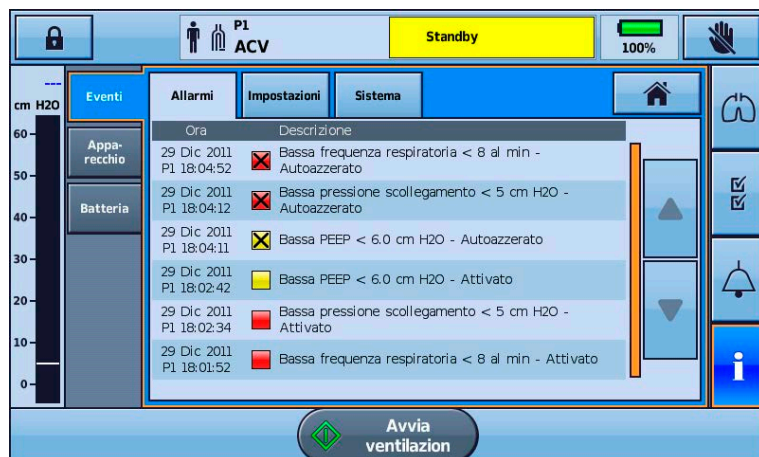 P1
ACV
Standby
100%
---
cm H2O
60
50
40
30
20
10
0
Eventi
Appa-
recchio
Batteria
Allarmi
Impostazioni
Sistema
Ora Descrizione
29 Dic 2011
P1 18:04:52
Bassa frequenza respiratoria < 8 al min -
Autoazzerato
29 Dic 2011
P1 18:04:12
Bassa pressione scollegamento < 5 cm H2O -
Autoazzerato
29 Dic 2011
P1 18:04:11
Bassa PEEP < 6.0 cm H2O - Autoazzerato
29 Dic 2011
P1 18:02:42
Bassa PEEP < 6.0 cm H2O - Attivato
29 Dic 2011
P1 18:02:34
Bassa pressione scollegamento < 5 cm H2O -
Attivato
29 Dic 2011
P1 18:01:52
Bassa frequenza respiratoria < 8 al min - Attivato
i
Avvia
ventilazion